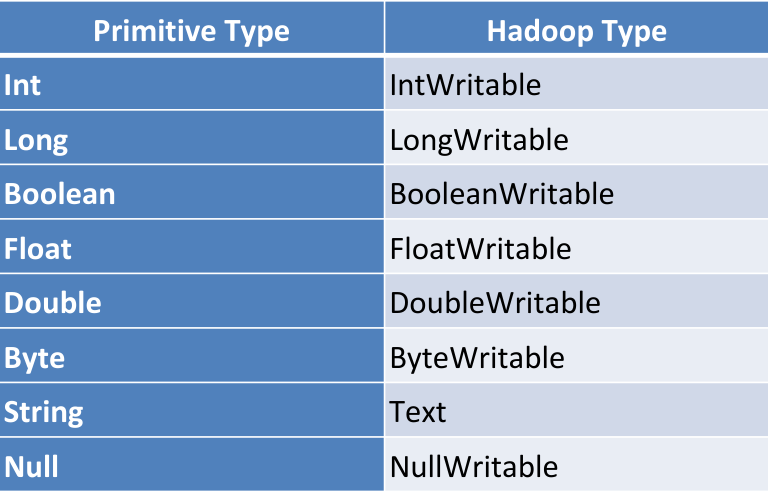 Primitive Type Hadoop Type
Int IntWritable
Long LongWritable
Boolean BooleanWritable
Float FloatWritable
Double DoubleWritable
Byte ByteWritable
String Text
Null NullWritable